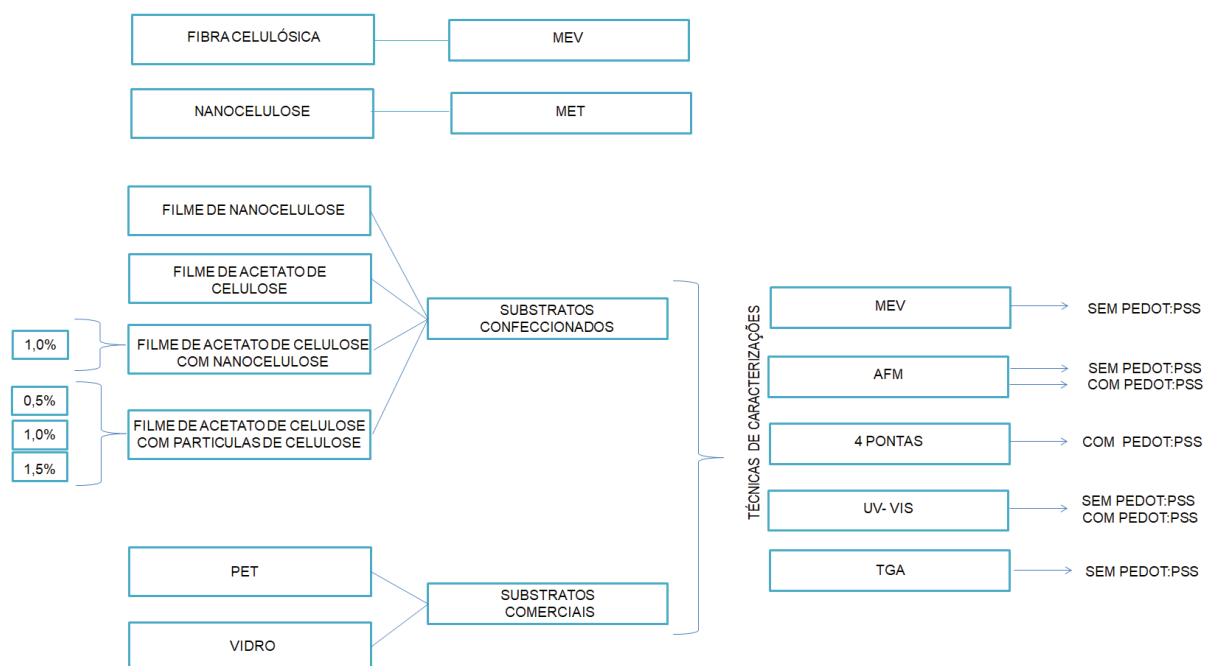 FIBRA CELULÓSICA
MEV
NANOCELULOSE
MET
FILME DE NANOCELULOSE
FILME DE ACETATO DE
CELULOSE
1,0%
FILME DE ACETATO DE CELULOSE
COM NANOCELULOSE
0,5%
1,0%
1,5%
FILME DE ACETATO DE CELULOSE
COM PARTICULAS DE CELULOSE
SUBSTRATOS
CONFECCIONADOS
PET
VIDRO
SUBSTRATOS
COMERCIAIS
TÉCNICAS DE CARACTERIZAÇÕES
MEV
SEM PEDOT:PSS
AFM
SEM PEDOT:PSS
COM PEDOT:PSS
4 PONTAS
COM PEDOT:PSS
UV- VIS
SEM PEDOT:PSS
COM PEDOT:PSS
TGA
SEM PEDOT:PSS